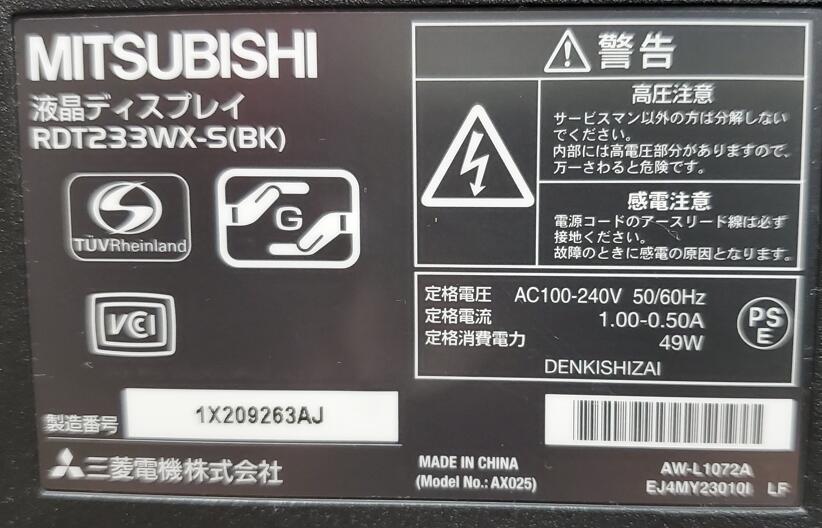 MITSUBISHI
液晶ディスプレイ
RDT233WX-S(BK)
TÜVRheinland
G
VCI
製造番号
1X209263AJ
三菱電機株式会社
警告
高圧注意
サービスマン以外の方は分解しない
でください。
内部には高電圧部分がありますので、
万一さわると危険です。
感電注意
電源コードのアースリード線は必ず
接地ください。
故障のときに感電の原因となります。
定格電圧 AC100-240V 50/60Hz
定格電流 1.00-0.50A
定格消費電力 49W
PS
E
DENKISHIZAI
MADE IN CHINA
(Model No.: AX025)
AW-L1072A
EJ4MY23010I LF